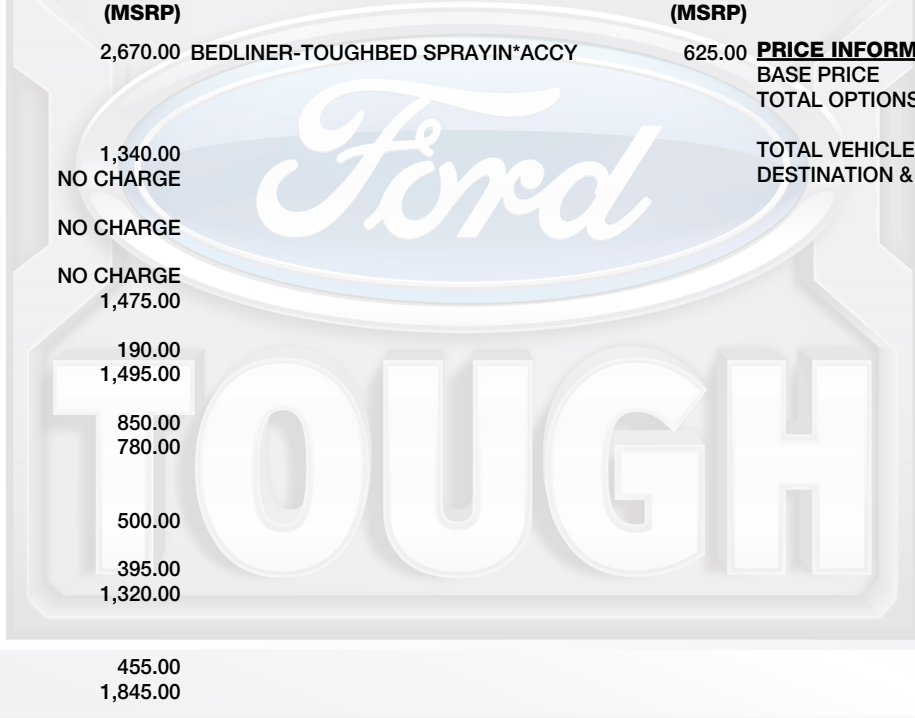 (MSRP) (MSRP)
2,670.00 BEDLINER-TOUGHBED SPRAYIN*ACCY 625.00 PRICE INFORM
BASE PRICE
TOTAL OPTIONS
1,340.00 TOTAL VEHICLE
NO CHARGE DESTINATION &
NO CHARGE
NO CHARGE
1,475.00
190.00
1,495.00
850.00
780.00
500.00
395.00
1,320.00
455.00
1,845.00
Ford
TOUGH